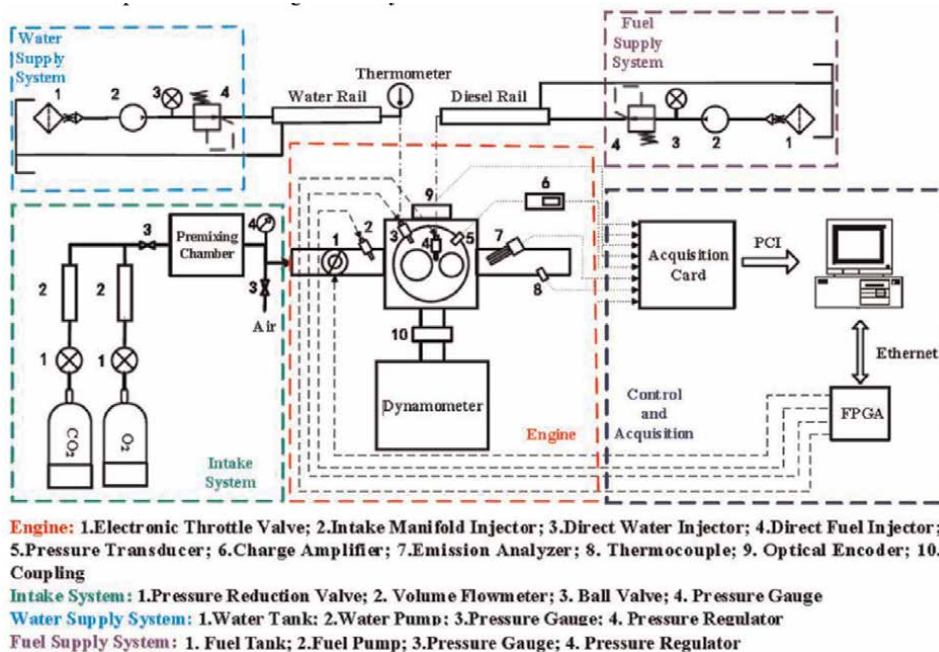 Water
Supply
System
Fuel
Supply
System
Thermometer
Water Rail
Diesel Rail
1
2
3
4
4
3
2
1
9
6
4
3
Premixing
Chamber
3
Air
2
2
1
1
CO2
O2
Intake
System
1
2
3
4
5
7
8
10
Dynamometer
Engine
Acquisition
Card
PCI
Ethernet
FPGA
Control
and
Acquisition
Engine: 1.Electronic Throttle Valve; 2.Intake Manifold Injector; 3.Direct Water Injector; 4.Direct Fuel Injector;
5.Pressure Transducer; 6.Charge Amplifier; 7.Emission Analyzer; 8. Thermocouple; 9. Optical Encoder; 10.
Coupling
Intake System: 1.Pressure Reduction Valve; 2. Volume Flowmeter; 3. Ball Valve; 4. Pressure Gauge
Water Supply System: 1.Water Tank; 2.Water Pump; 3.Pressure Gauge; 4. Pressure Regulator
Fuel Supply System: 1. Fuel Tank; 2.Fuel Pump; 3.Pressure Gauge; 4. Pressure Regulator